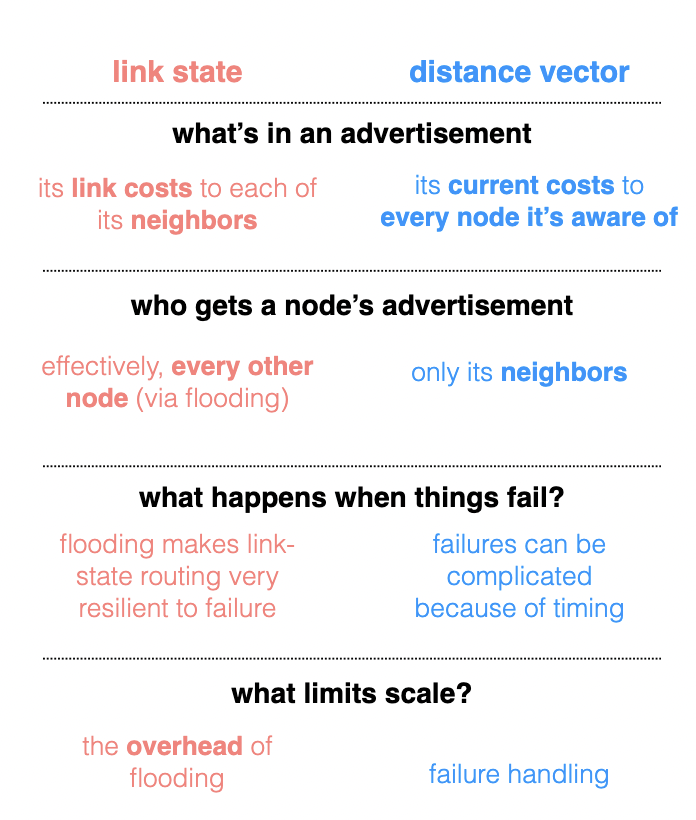 link state
distance vector
what's in an advertisement
its link costs to each of
its neighbors
its current costs to
every node it's aware of
who gets a node's advertisement
effectively, every other
node (via flooding)
only its neighbors
what happens when things fail?
flooding makes link-
state routing very
resilient to failure
failures can be
complicated
because of timing
what limits scale?
the overhead of
flooding
failure handling